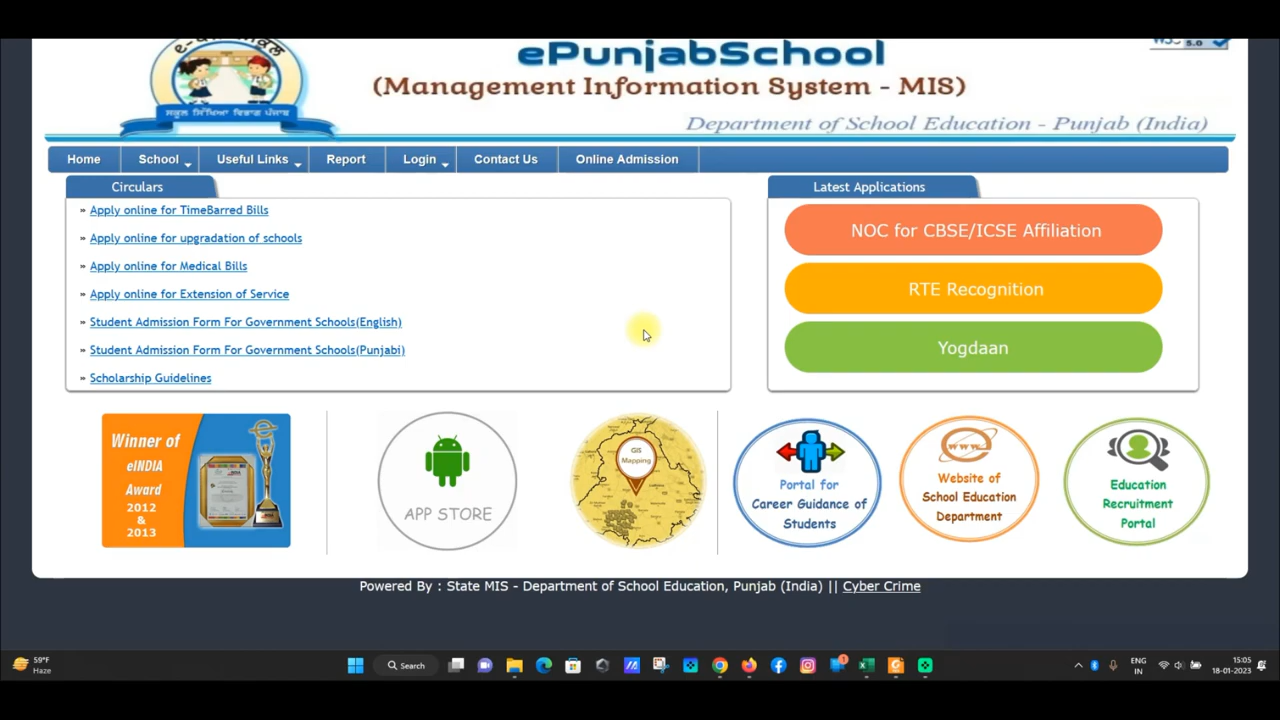 ਸਕੂਲ ਸਿੱਖਿਆ ਵਿਭਾਗ ਪੰਜਾਬ
ePunjabSchool
(Management Information System - MIS)
Department of School Education - Punjab (India)
5.0
Home School Useful Links Report Login Contact Us Online Admission
Circulars
» Apply online for TimeBarred Bills
» Apply online for upgradation of schools
» Apply online for Medical Bills
» Apply online for Extension of Service
» Student Admission Form For Government Schools(English)
» Student Admission Form For Government Schools(Punjabi)
» Scholarship Guidelines
Latest Applications
NOC for CBSE/ICSE Affiliation
RTE Recognition
Yogdaan
Winner of
eINDIA
Award
2012
&
2013
APP STORE
GIS
Mapping
Portal for
Career Guidance of
Students
www
Website of
School Education
Department
Education
Recruitment
Portal
Powered By : State MIS - Department of School Education, Punjab (India) || Cyber Crime
59°F
Haze
Search
1
ENG
IN
15:05
18-01-2023